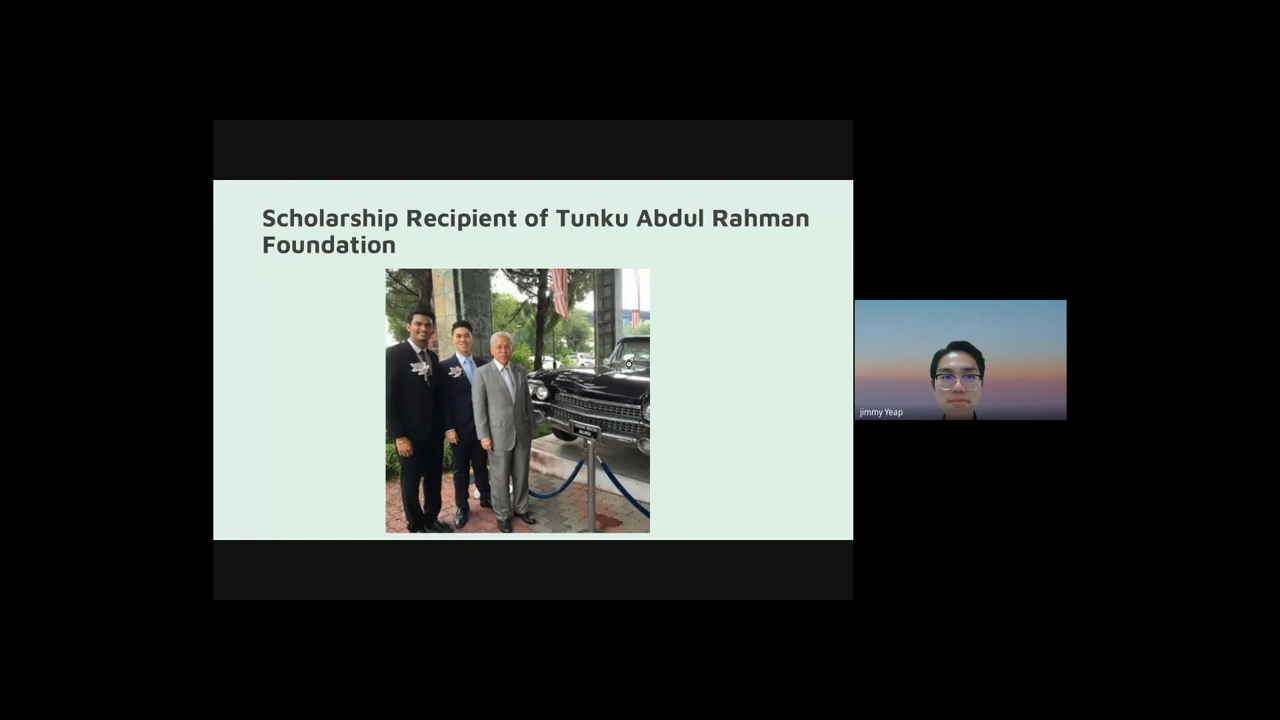 Scholarship Recipient of Tunku Abdul Rahman
Foundation
jimmy Yeap